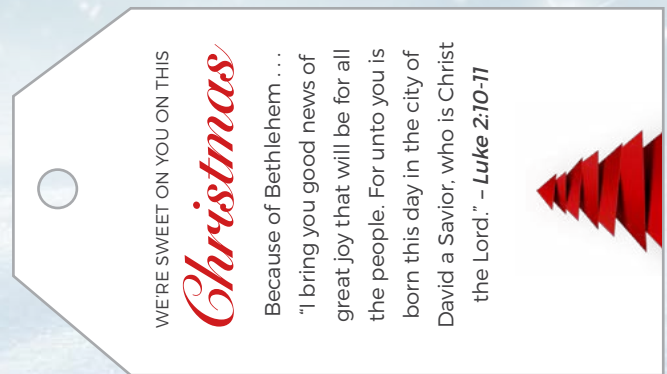 WE'RE SWEET ON YOU ON THIS
Christmas
Because of Bethlehem . . .
“I bring you good news of
great joy that will be for all
the people. For unto you is
born this day in the city of
David a Savior, who is Christ
the Lord.” – Luke 2:10-11